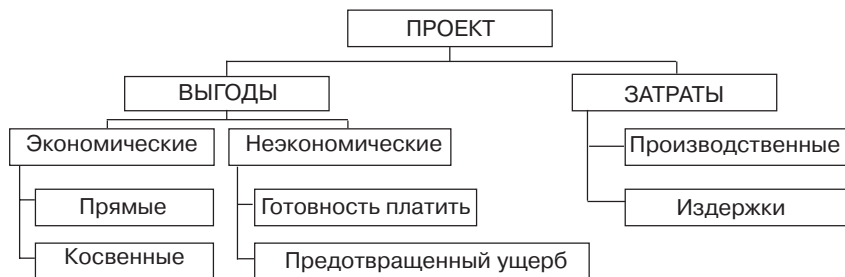 ПРОЕКТ
ВЫГОДЫ
ЗАТРАТЫ
Экономические
Неэкономические
Производственные
Прямые
Готовность платить
Издержки
Косвенные
Предотвращенный ущерб